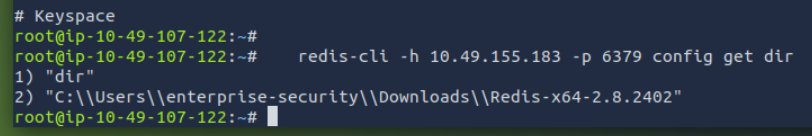 # Keyspace
root@ip-10-49-107-122:~#
root@ip-10-49-107-122:~#    redis-cli -h 10.49.155.183 -p 6379 config get dir
1) "dir"
2) "C:\\Users\\enterprise-security\\Downloads\\Redis-x64-2.8.2402"
root@ip-10-49-107-122:~#